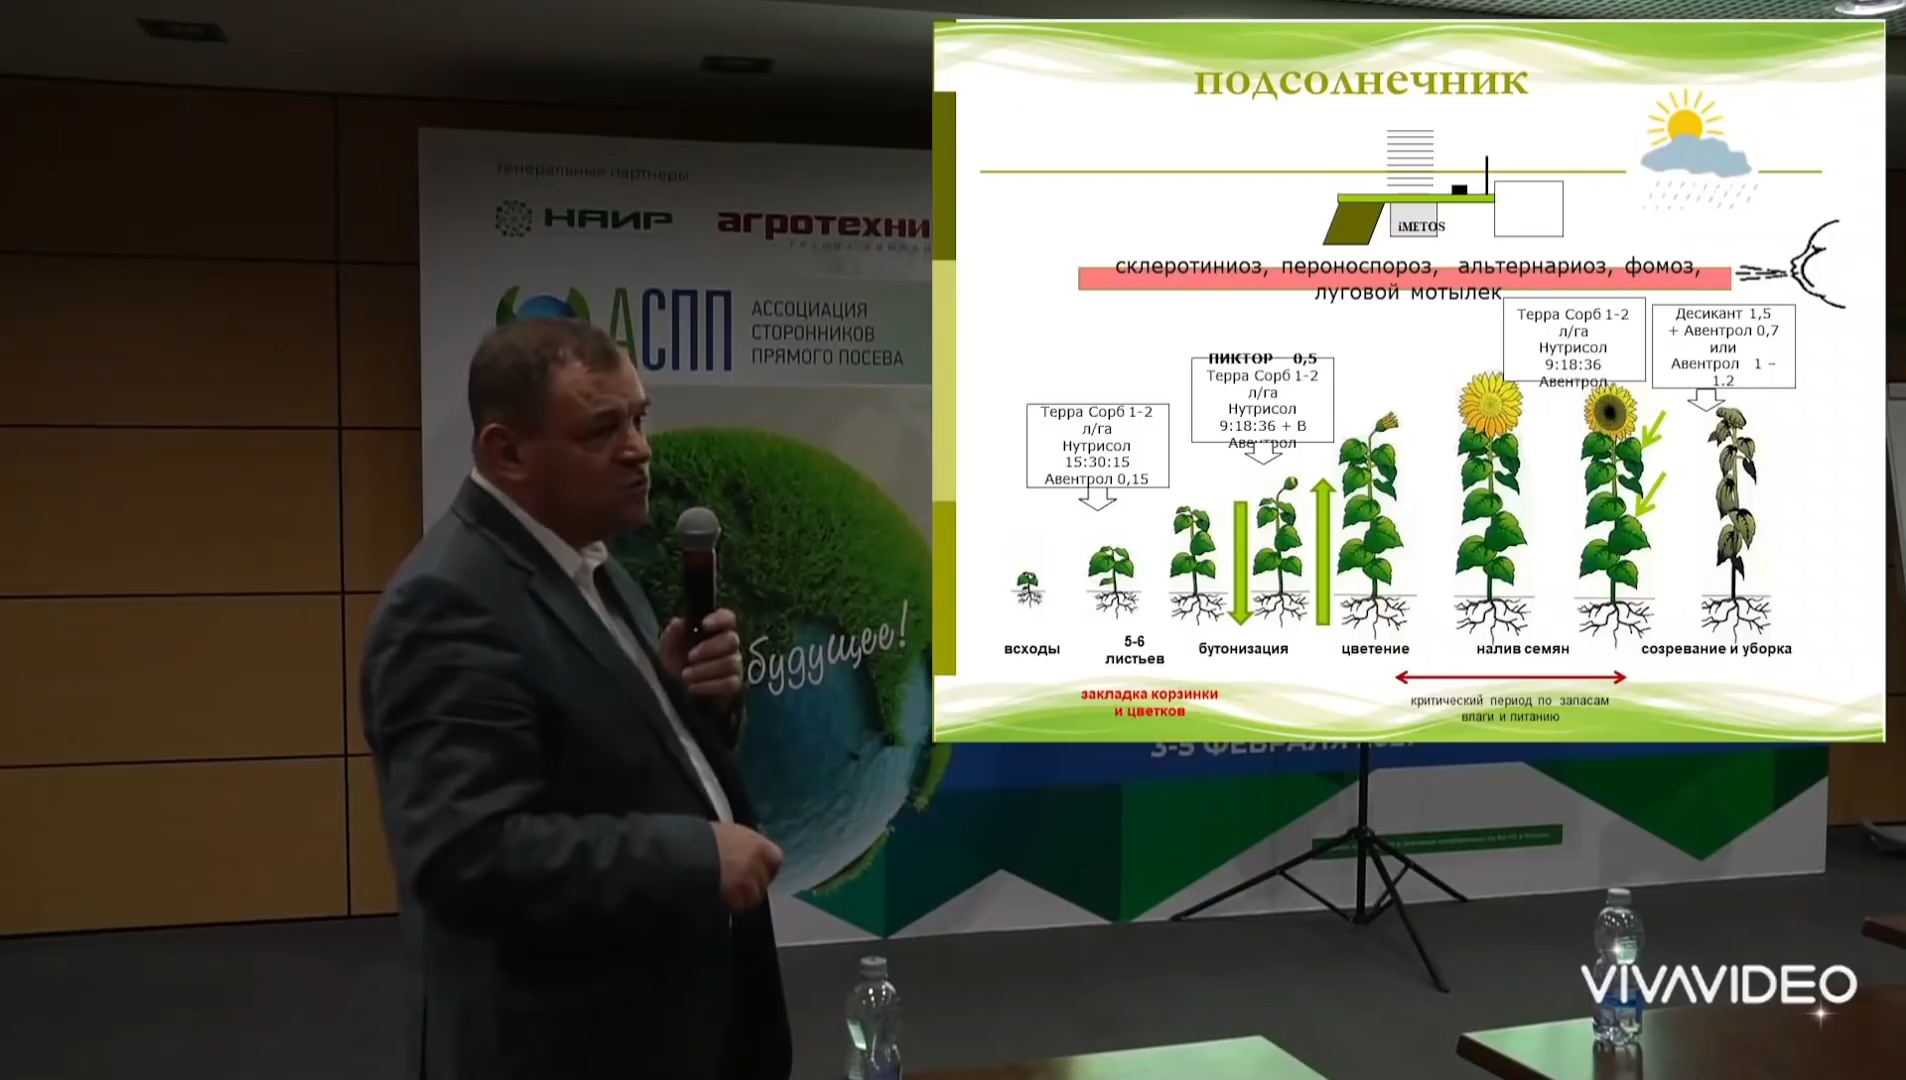 генеральные партнеры:
НАИР
агротехни
АСПП
АССОЦИАЦИЯ
СТОРОННИКОВ
ПРЯМОГО ПОСЕВА
будущее!
подсолнечник
iMETOS
склеротиниоз, пероноспороз, альтернариоз, фомоз,
луговой мотылек
Терра Сорб 1-2
л/га
Нутрисол
15:30:15
Авентрол 0,15
ПИКТОР 0,5
Терра Сорб 1-2
л/га
Нутрисол
9:18:36 + В
Авентрол
Терра Сорб 1-2
л/га
Нутрисол
9:18:36
Авентрол
Десикант 1,5
+ Авентрол 0,7
или
Авентрол 1 –
1.2
всходы
5-6
листьев
бутонизация
цветение
налив семян
созревание и уборка
закладка корзинки
и цветков
критический период по запасам
влаги и питанию
3-5 ФЕВРАЛЯ
VIVAVIDEO